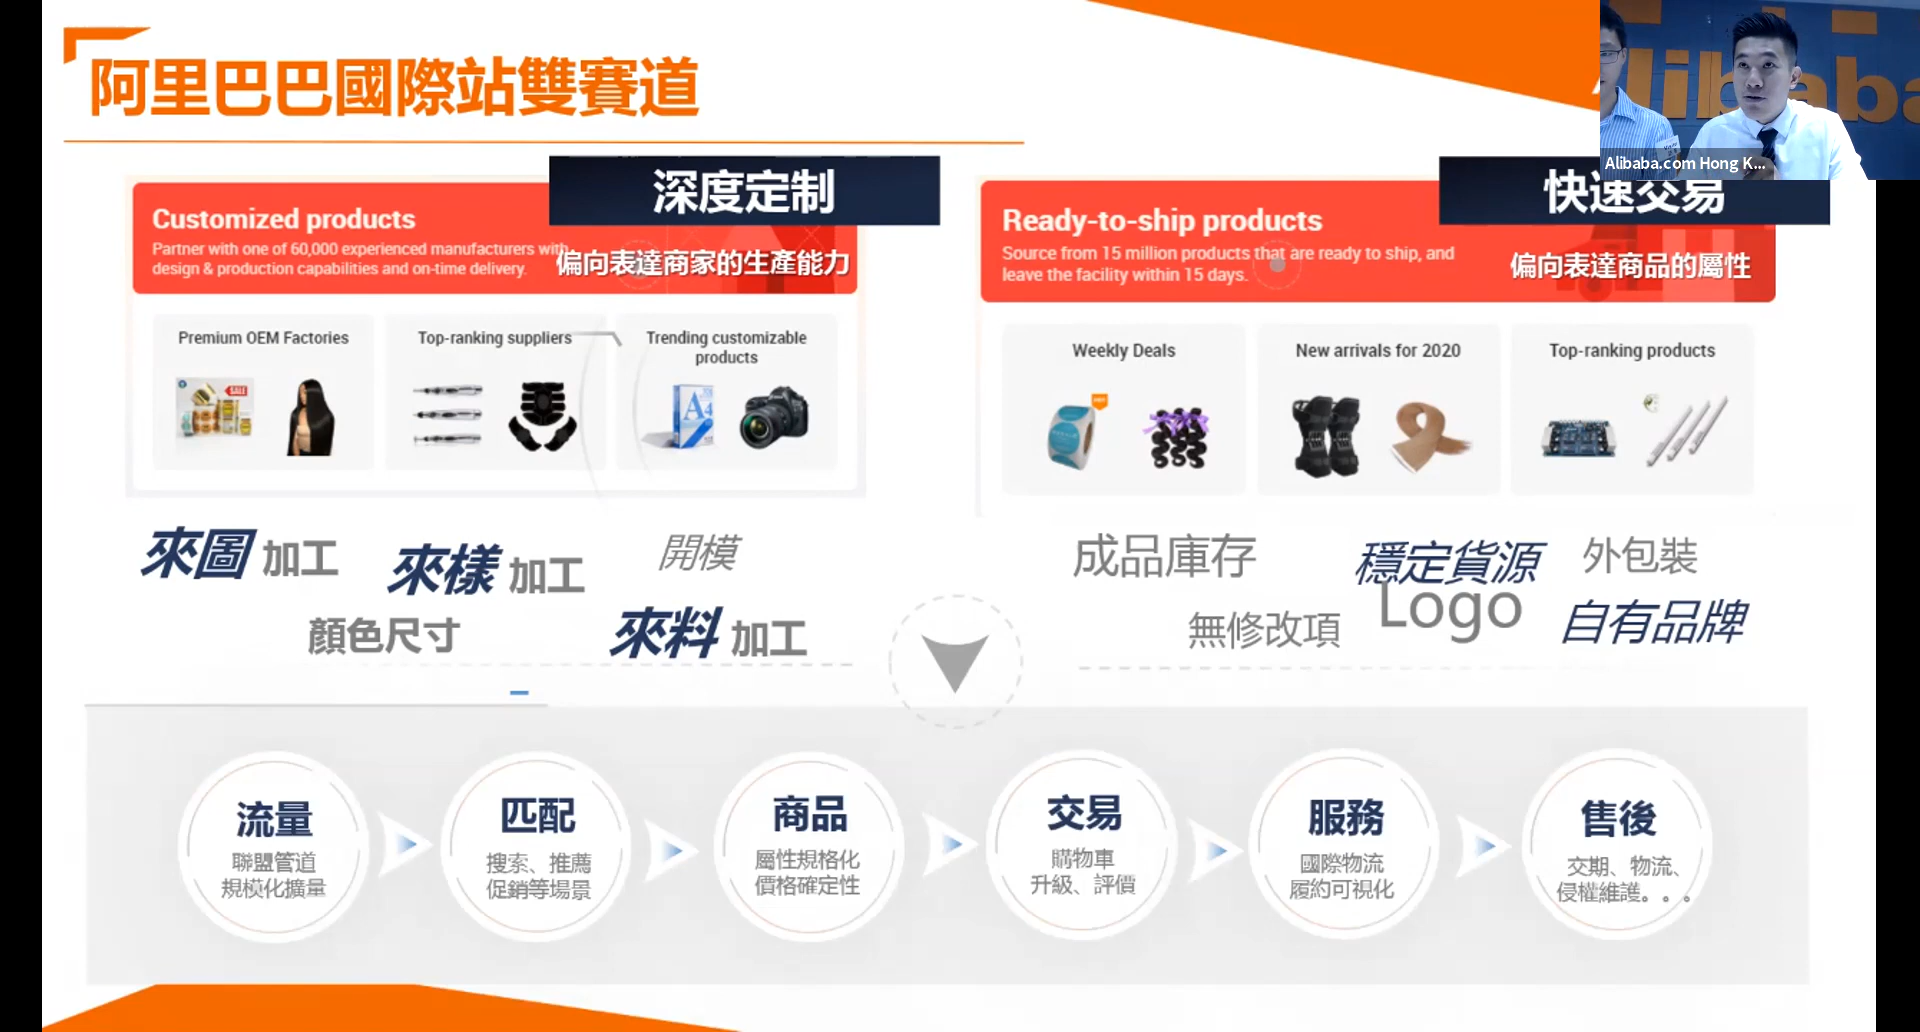 阿里巴巴國際站雙賽道
libaba
Alibaba.com Hong K...
深度定制
Customized products
Partner with one of 60,000 experienced manufacturers with
design & production capabilities and on-time delivery.
偏向表達商家的生產能力
Premium OEM Factories
Top-ranking suppliers
Trending customizable
products
SALE
A4
快速交易
Ready-to-ship products
Source from 15 million products that are ready to ship, and
leave the facility within 15 days.
偏向表達商品的屬性
Weekly Deals
New arrivals for 2020
Top-ranking products
來圖 加工
來樣 加工
開模
顏色尺寸
來料 加工
成品庫存
穩定貨源
外包裝
無修改項
Logo
自有品牌
流量
聯盟管道
規模化擴量
匹配
搜索、推薦
促銷等場景
商品
屬性規格化
價格確定性
交易
購物車
升級、評價
服務
國際物流
履約可視化
售後
交期、物流、
侵權維護。。。